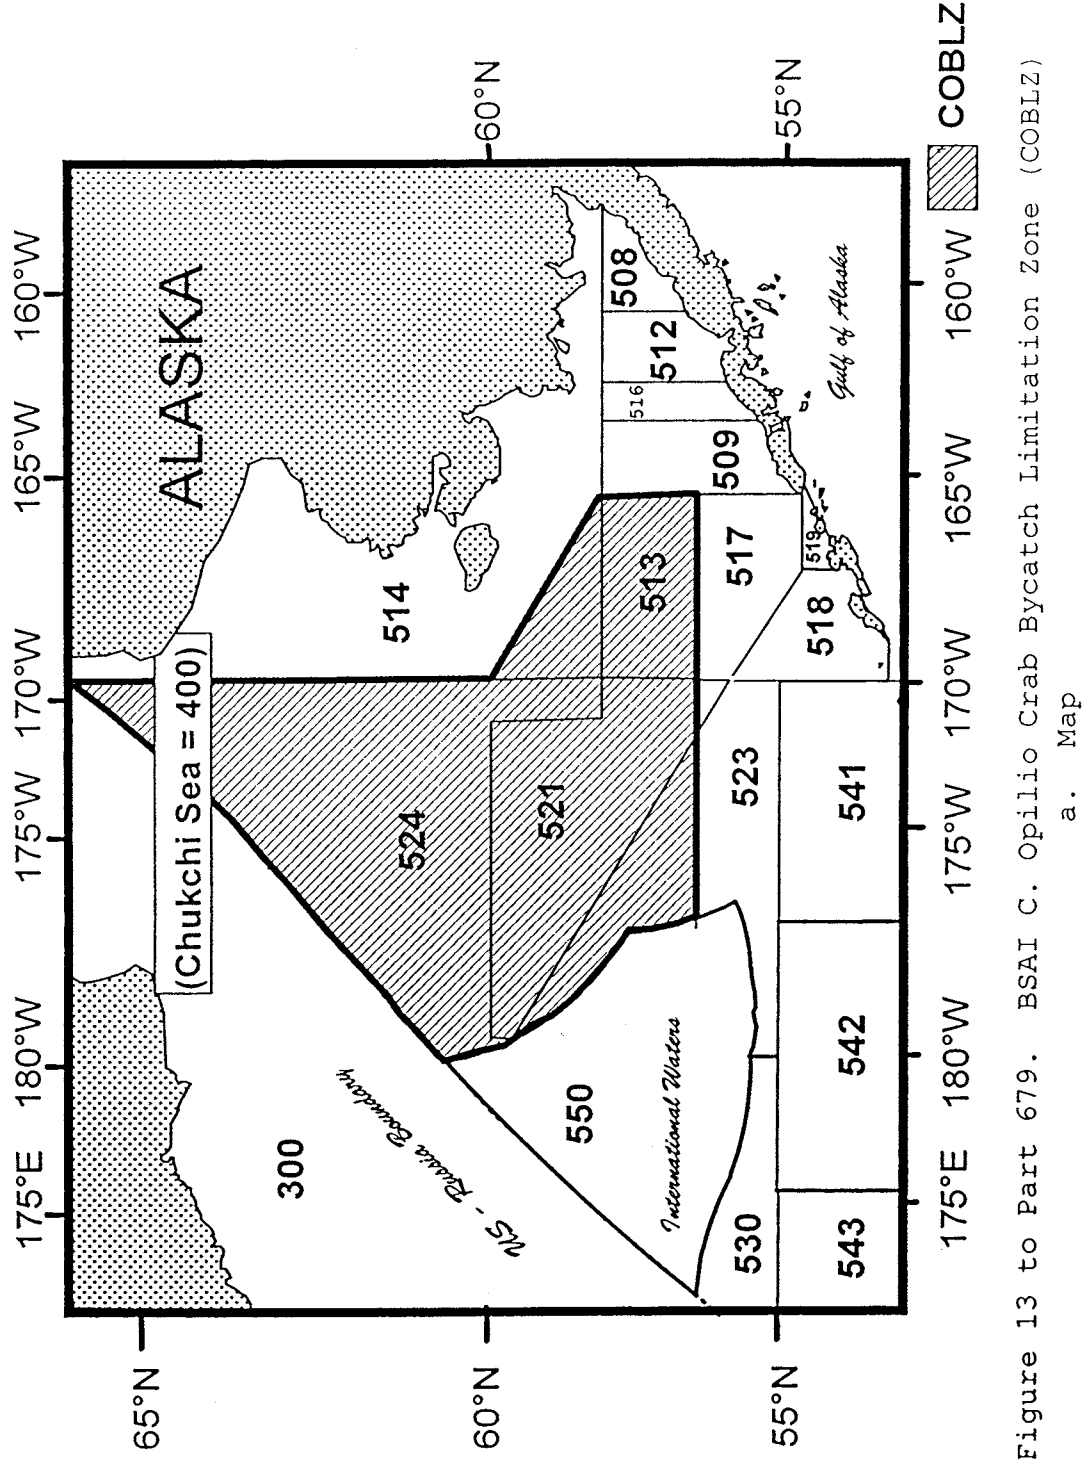 175°E
180°W
175°W
170°W
165°W
160°W
65°N
60°N
60°N
55°N
55°N
ALASKA
(Chukchi Sea = 400)
300
US - Russia Boundary
514
524
521
513
508
512
516
509
517
519
518
550
International Waters
523
530
543
542
541
Gulf of Alaska
175°E
180°W
175°W
170°W
165°W
160°W
COBLZ
Figure 13 to Part 679. BSAI C. Opilio Crab Bycatch Limitation Zone (COBLZ)
a. Map